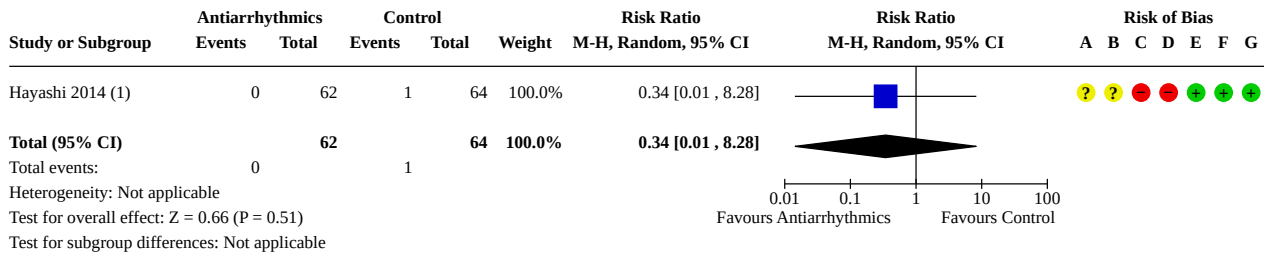 Antiarrhythmics Control Risk Ratio Risk Ratio Risk of Bias
Study or Subgroup Events Total Events Total Weight M-H, Random, 95% CI M-H, Random, 95% CI A B C D E F G
Hayashi 2014 (1) 0 62 1 64 100.0% 0.34 [0.01 , 8.28] ? ? − − + + +
Total (95% CI) 62 64 100.0% 0.34 [0.01 , 8.28]
Total events: 0 1
Heterogeneity: Not applicable
0.01 0.1 1 10 100
Test for overall effect: Z = 0.66 (P = 0.51) Favours Antiarrhythmics Favours Control
Test for subgroup differences: Not applicable